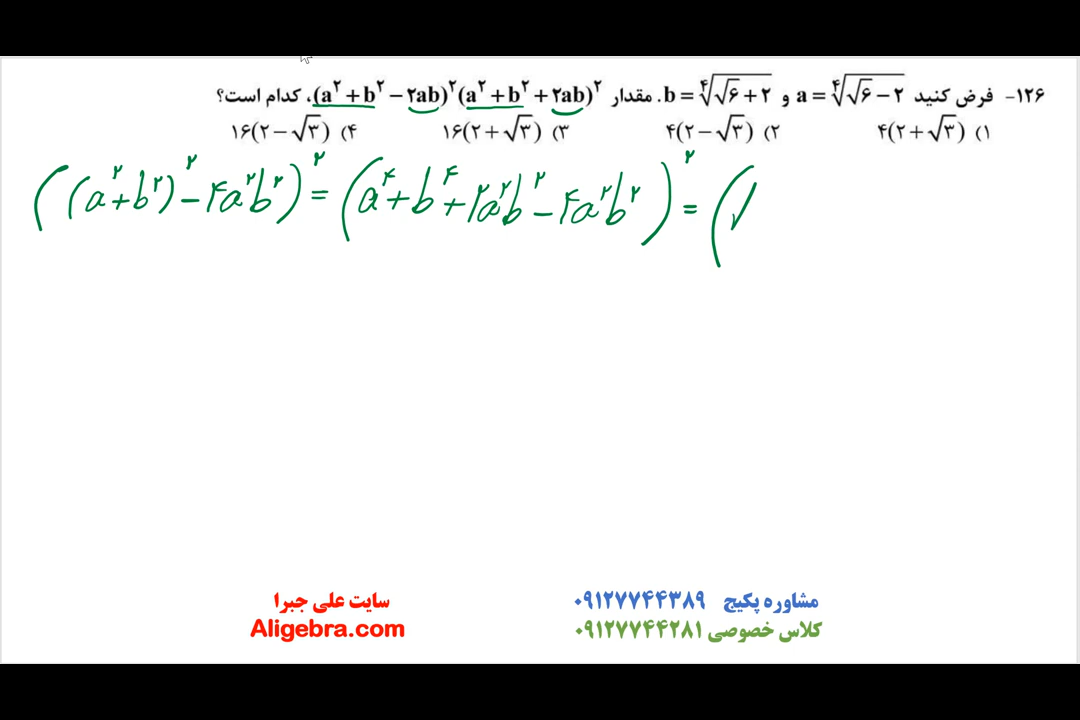 ۱۲۶- فرض کنید a = ∜(√۶ − ۲) و b = ∜(√۶ + ۲). مقدار (a² + b² − ۲ab)²(a² + b² + ۲ab)²، کدام است؟
۱) ۴(۲ + √۳) ۲) ۴(۲ − √۳) ۳) ۱۶(۲ + √۳) ۴) ۱۶(۲ − √۳)
((a²+b²)² − ۴a²b²)² = (a⁴ + b⁴ + ۲a²b² − ۴a²b²)² = (√
مشاوره پکیج ۰۹۱۲۷۷۴۴۳۸۹ سایت علی جبرا
کلاس خصوصی ۰۹۱۲۷۷۴۴۲۸۱ Aligebra.com